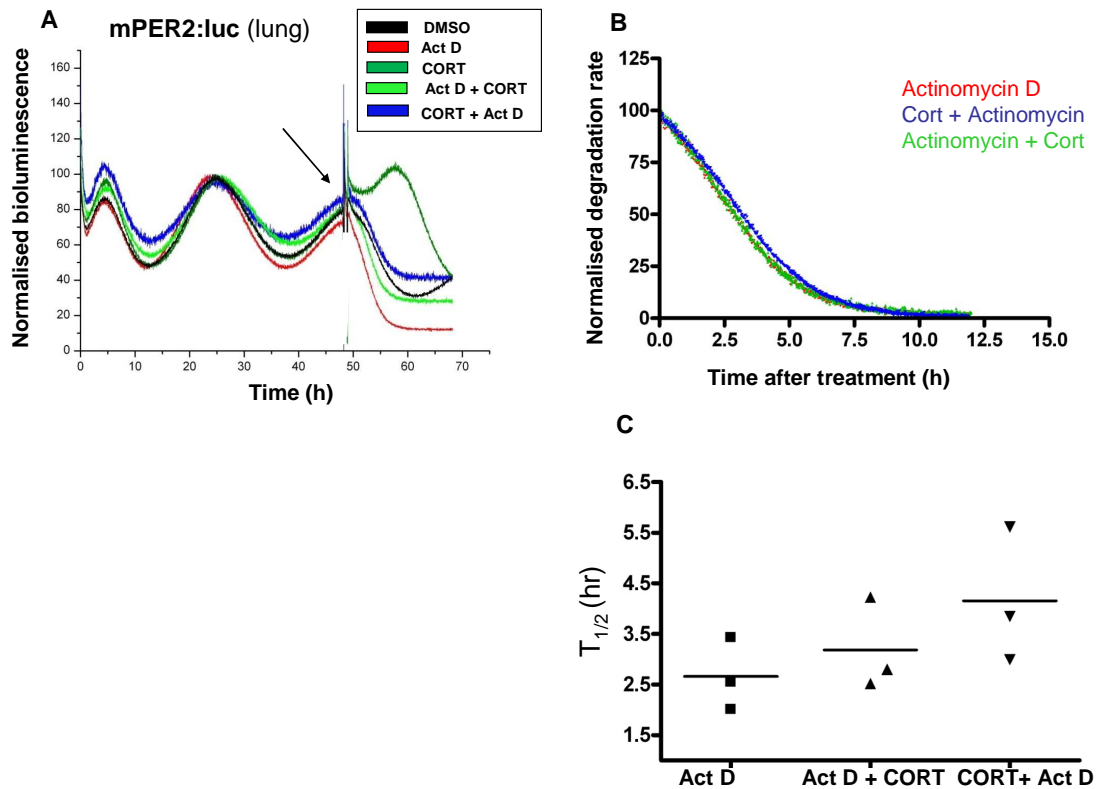 A
mPER2:luc (lung)
DMSO
Act D
CORT
Act D + CORT
CORT + Act D
Normalised bioluminescence
160
140
120
100
80
60
40
20
0
0 10 20 30 40 50 60 70
Time (h)
B
Actinomycin D
Cort + Actinomycin
Actinomycin + Cort
Normalised degradation rate
125
100
75
50
25
0
0.0 2.5 5.0 7.5 10.0 12.5 15.0
Time after treatment (h)
C
T1/2 (hr)
6.5
5.5
4.5
3.5
2.5
1.5
Act D Act D + CORT CORT+ Act D